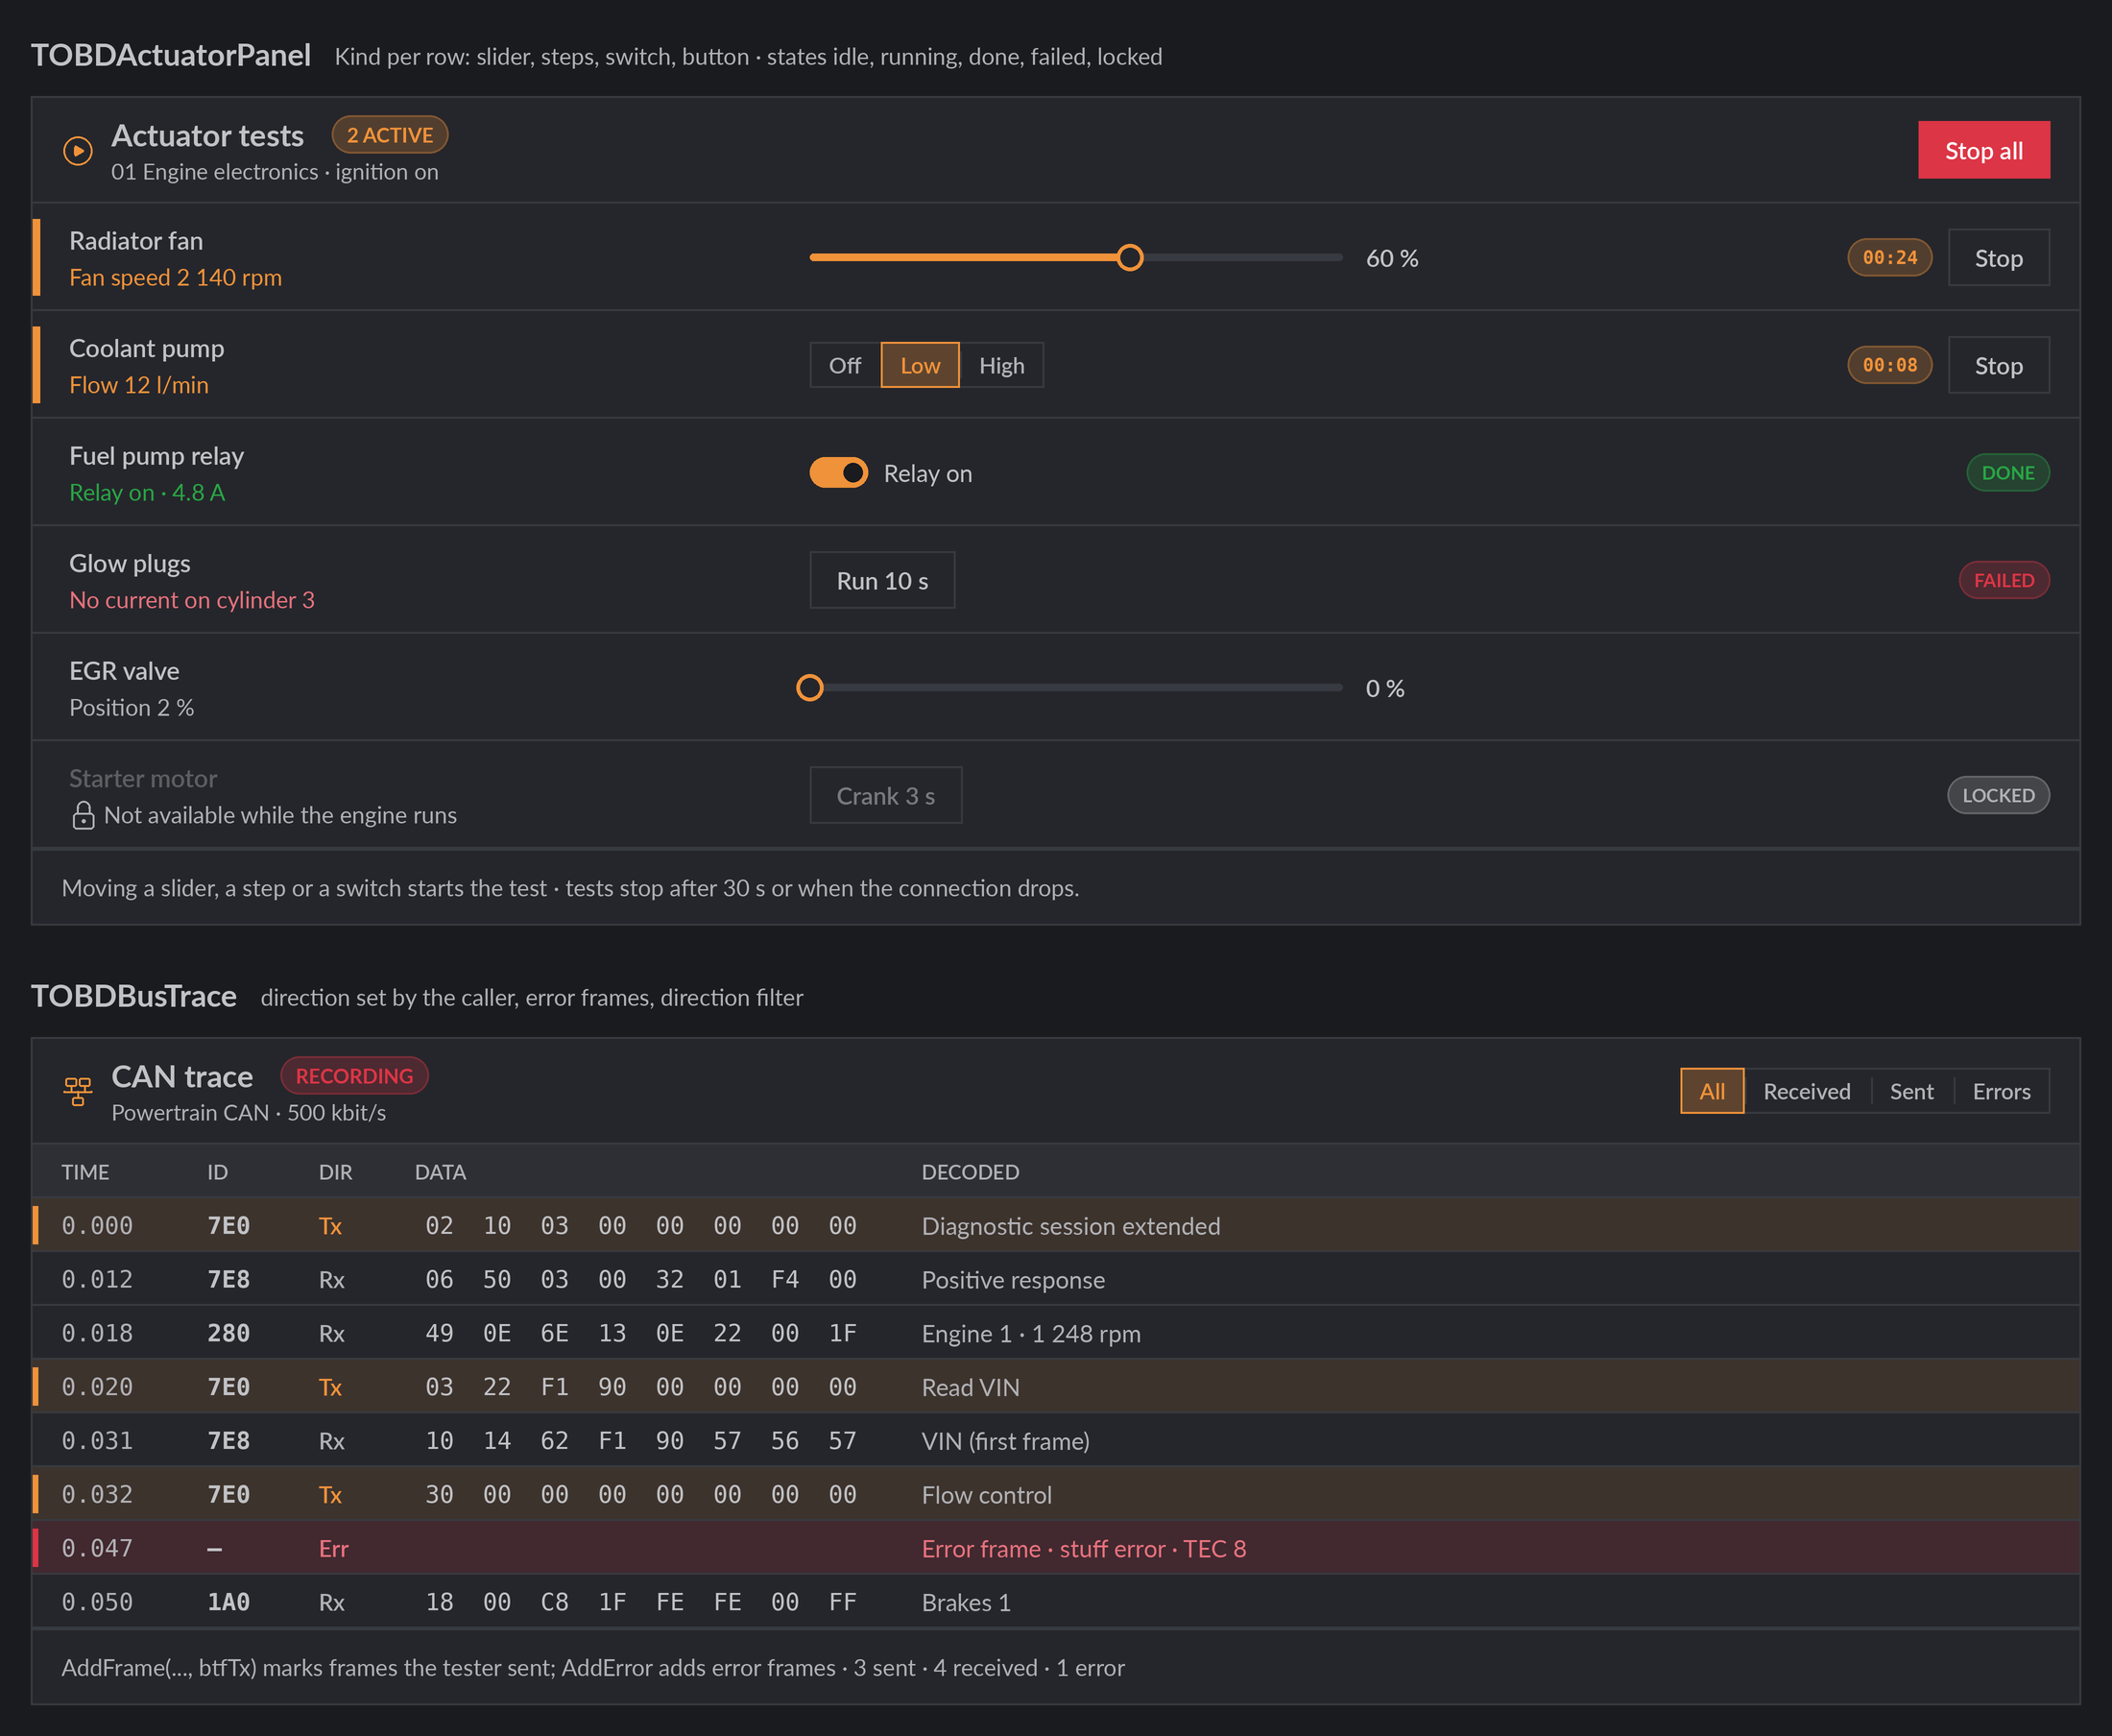 TOBDActuatorPanel Kind per row: slider, steps, switch, button · states idle, running, done, failed, locked
Actuator tests 2 ACTIVE
01 Engine electronics · ignition on
Stop all
Radiator fan
Fan speed 2 140 rpm
60 % 00:24 Stop
Coolant pump
Flow 12 l/min
Off Low High 00:08 Stop
Fuel pump relay
Relay on · 4.8 A
Relay on DONE
Glow plugs
No current on cylinder 3
Run 10 s FAILED
EGR valve
Position 2 %
0 %
Starter motor
Not available while the engine runs
Crank 3 s LOCKED
Moving a slider, a step or a switch starts the test · tests stop after 30 s or when the connection drops.
TOBDBusTrace direction set by the caller, error frames, direction filter
CAN trace RECORDING
Powertrain CAN · 500 kbit/s
All Received Sent Errors
TIME ID DIR DATA DECODED
0.000 7E0 Tx 02 10 03 00 00 00 00 00 Diagnostic session extended
0.012 7E8 Rx 06 50 03 00 32 01 F4 00 Positive response
0.018 280 Rx 49 0E 6E 13 0E 22 00 1F Engine 1 · 1 248 rpm
0.020 7E0 Tx 03 22 F1 90 00 00 00 00 Read VIN
0.031 7E8 Rx 10 14 62 F1 90 57 56 57 VIN (first frame)
0.032 7E0 Tx 30 00 00 00 00 00 00 00 Flow control
0.047 – Err Error frame · stuff error · TEC 8
0.050 1A0 Rx 18 00 C8 1F FE FE 00 FF Brakes 1
AddFrame(..., btfTx) marks frames the tester sent; AddError adds error frames · 3 sent · 4 received · 1 error